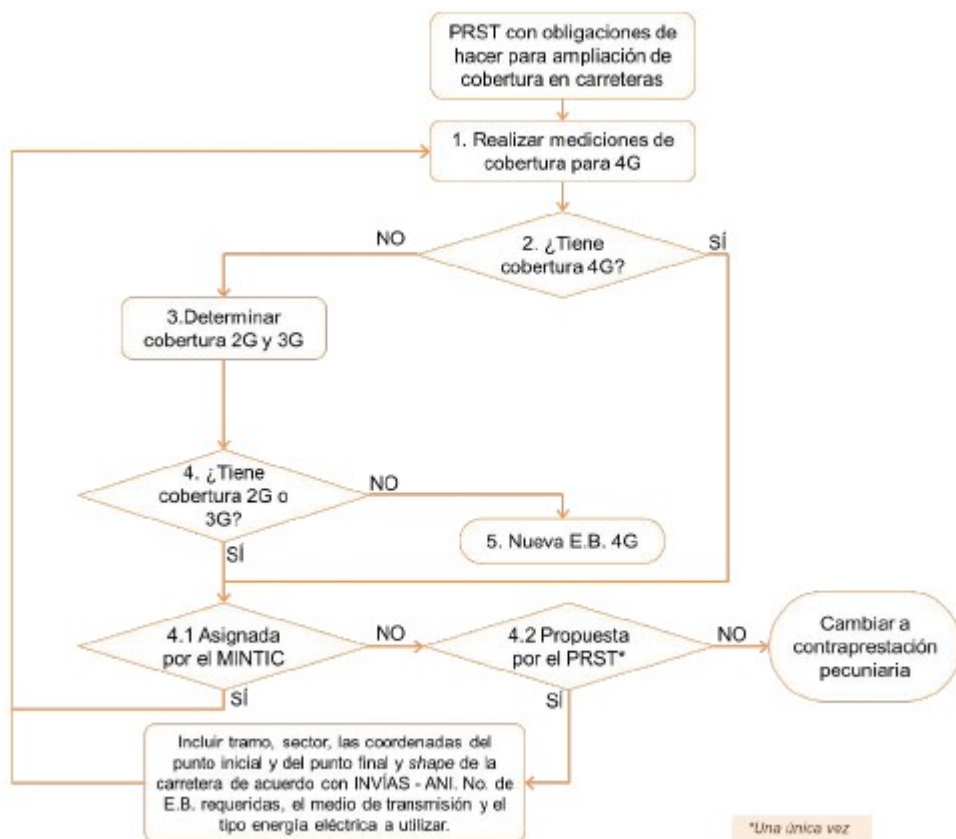 PRST con obligaciones de
hacer para ampliación de
cobertura en carreteras
1. Realizar mediciones de
cobertura para 4G
NO
2. ¿Tiene
cobertura 4G?
SÍ
3.Determinar
cobertura 2G y 3G
4. ¿Tiene
cobertura 2G o
3G?
NO
SÍ
5. Nueva E.B. 4G
4.1 Asignada
por el MINTIC
NO
SÍ
4.2 Propuesta
por el PRST*
NO
SÍ
Cambiar a
contraprestación
pecuniaria
Incluir tramo, sector, las coordenadas del
punto inicial y del punto final y shape de la
carretera de acuerdo con INVÍAS - ANI. No. de
E.B. requeridas, el medio de transmisión y el
tipo energía eléctrica a utilizar.
*Una única vez